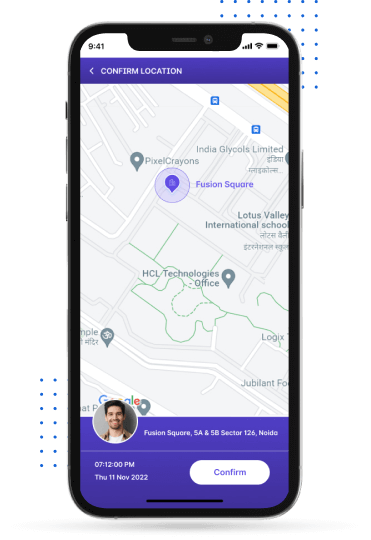 9:41
CONFIRM LOCATION
India Glycols Limited
इंडिया
ग्लाइकोल्स...
PixelCrayons
Fusion Square
Lotus Valley
International school
लोटस वैली
इंटरनेशनल स्कूल
HCL Technologies
- Office
mple
ी मंदिर
Logix
Jubilant Fo
Google
at P
Fusion Square, 5A & 5B Sector 126, Noido
07:12:00 PM
Thu 11 Nov 2022
Confirm